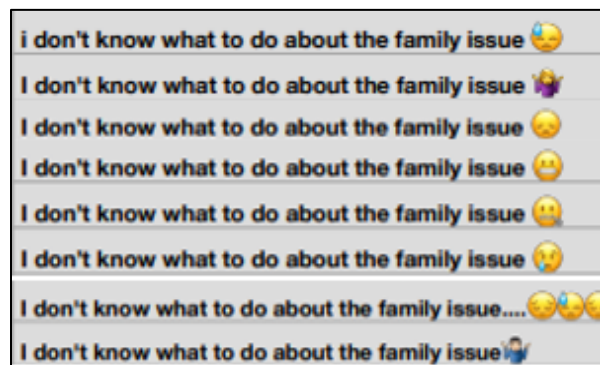 i don't know what to do about the family issue 😓
I don't know what to do about the family issue 🤷‍♀️
I don't know what to do about the family issue 😞
I don't know what to do about the family issue 😬
I don't know what to do about the family issue 🤐
I don't know what to do about the family issue 😢
I don't know what to do about the family issue....😔😓😔
I don't know what to do about the family issue🤷‍♂️